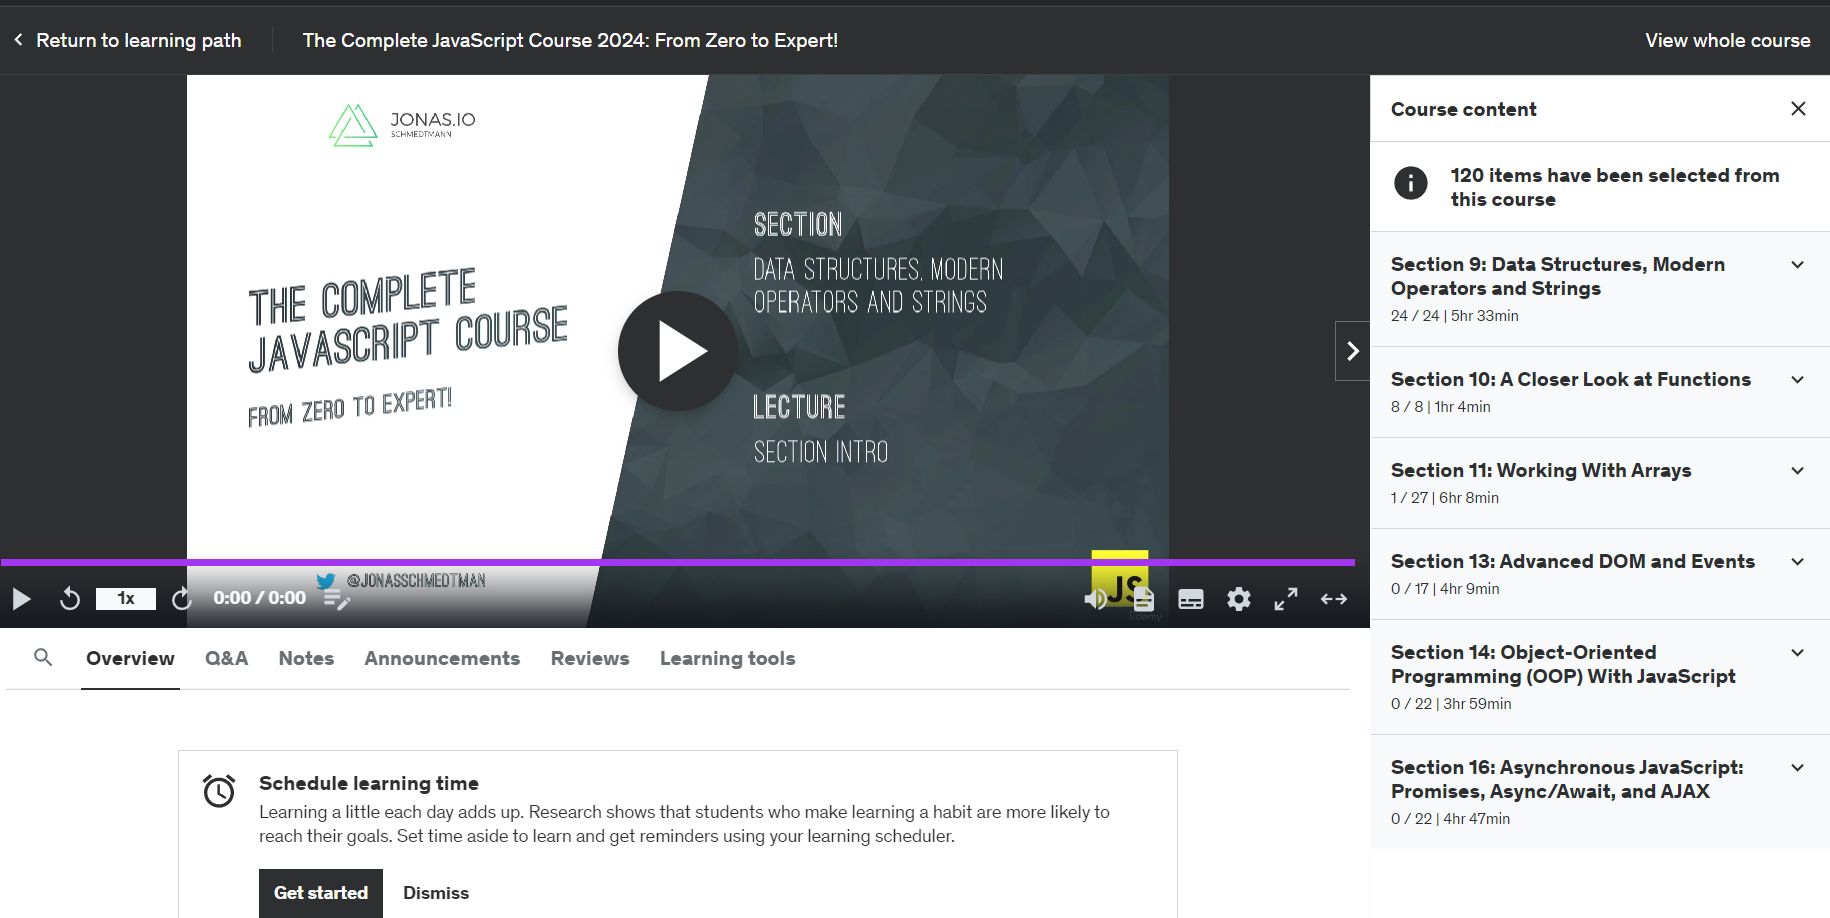 Return to learning path
The Complete JavaScript Course 2024: From Zero to Expert!
View whole course
JONAS.IO
SCHMEDTMANN
THE COMPLETE
JAVASCRIPT COURSE
FROM ZERO TO EXPERT!
SECTION
DATA STRUCTURES, MODERN
OPERATORS AND STRINGS
LECTURE
SECTION INTRO
@JONASSCHMEDTMAN
JS
Udemy
1x
0:00 / 0:00
Course content
120 items have been selected from
this course
Section 9: Data Structures, Modern
Operators and Strings
24 / 24 | 5hr 33min
Section 10: A Closer Look at Functions
8 / 8 | 1hr 4min
Section 11: Working With Arrays
1 / 27 | 6hr 8min
Section 13: Advanced DOM and Events
0 / 17 | 4hr 9min
Section 14: Object-Oriented
Programming (OOP) With JavaScript
0 / 22 | 3hr 59min
Section 16: Asynchronous JavaScript:
Promises, Async/Await, and AJAX
0 / 22 | 4hr 47min
Overview
Q&A
Notes
Announcements
Reviews
Learning tools
Schedule learning time
Learning a little each day adds up. Research shows that students who make learning a habit are more likely to
reach their goals. Set time aside to learn and get reminders using your learning scheduler.
Get started
Dismiss